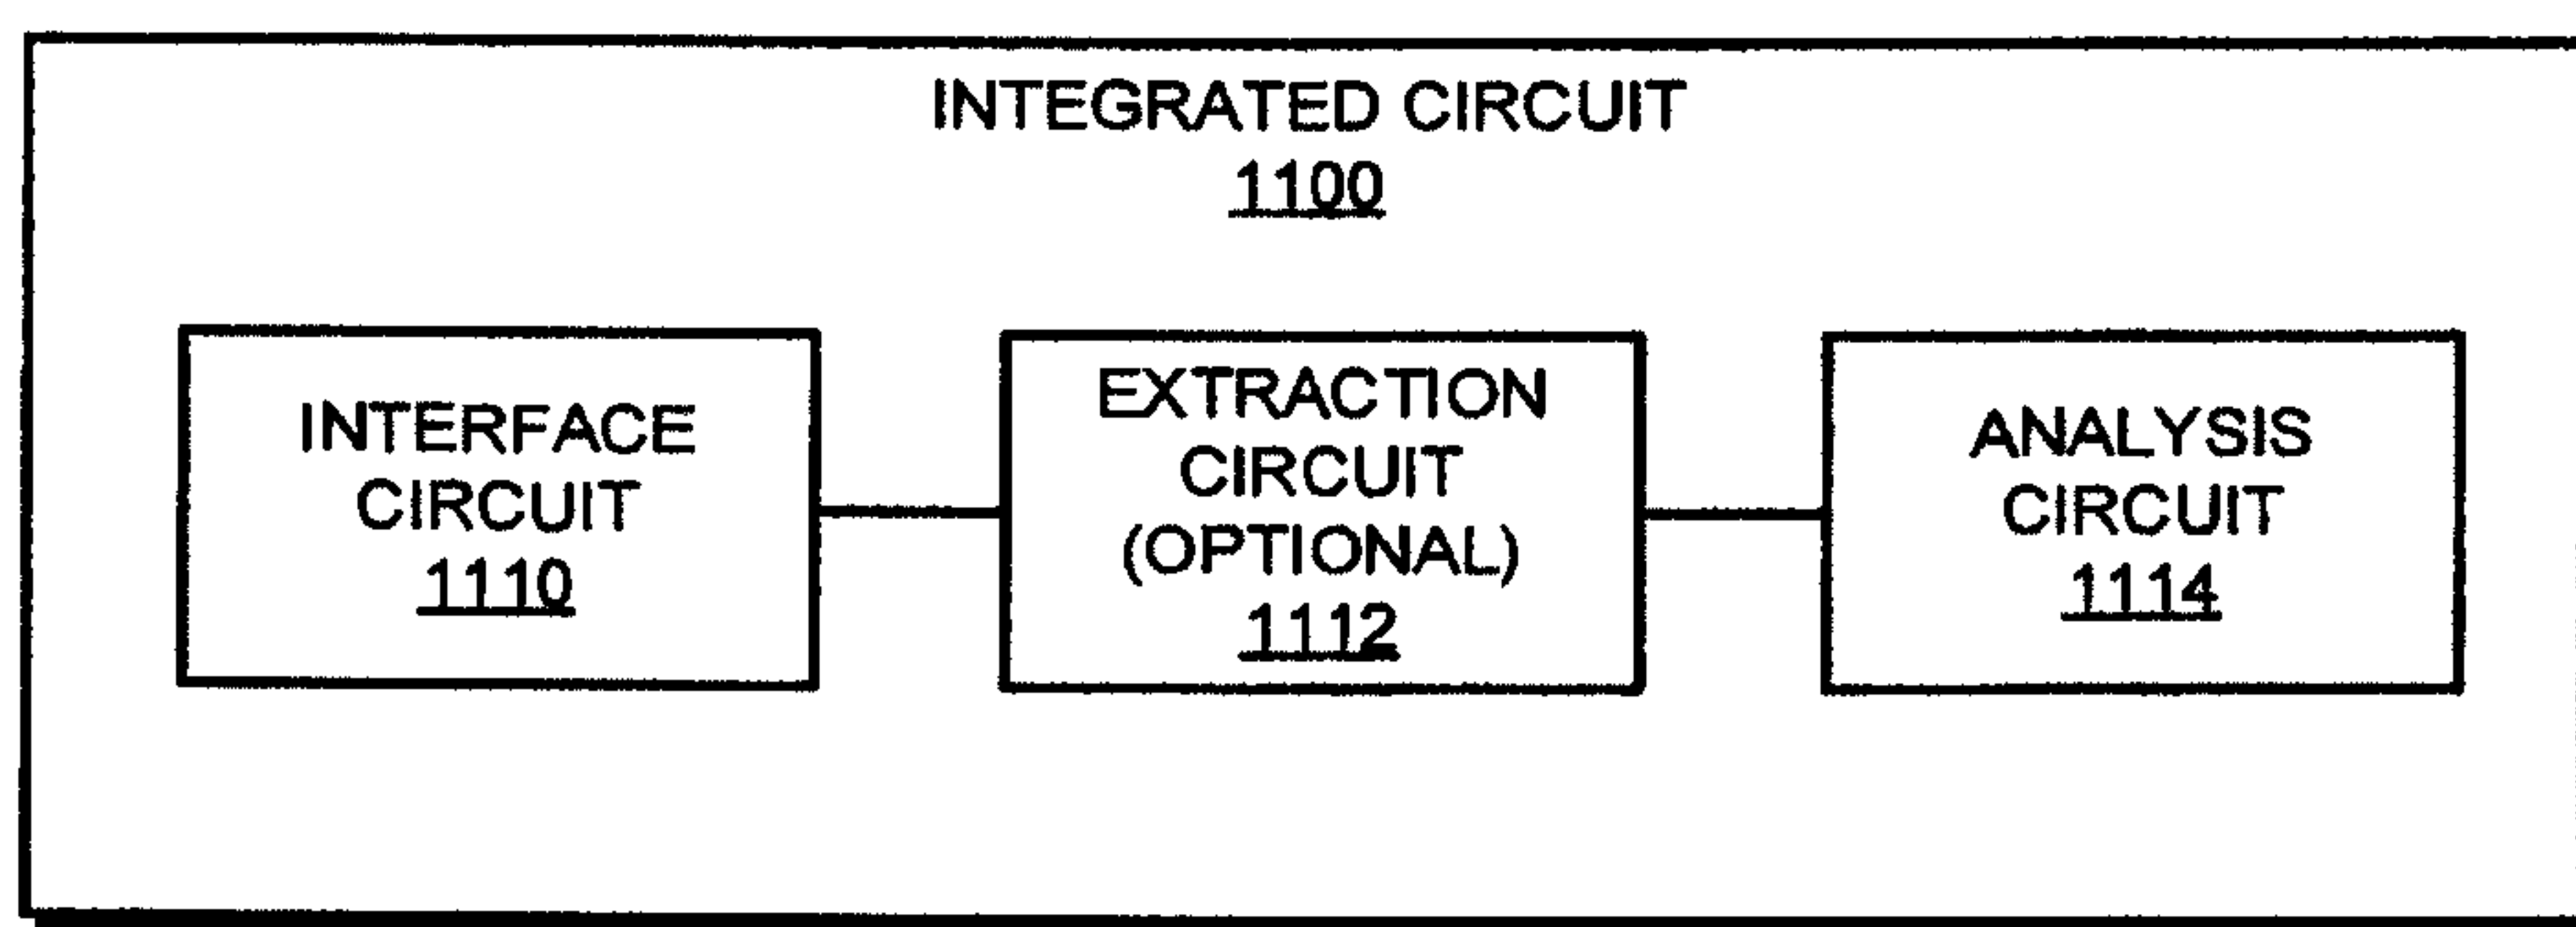 INTEGRATED CIRCUIT
1100
INTERFACE
CIRCUIT
1110
EXTRACTION
CIRCUIT
(OPTIONAL)
1112
ANALYSIS
CIRCUIT
1114